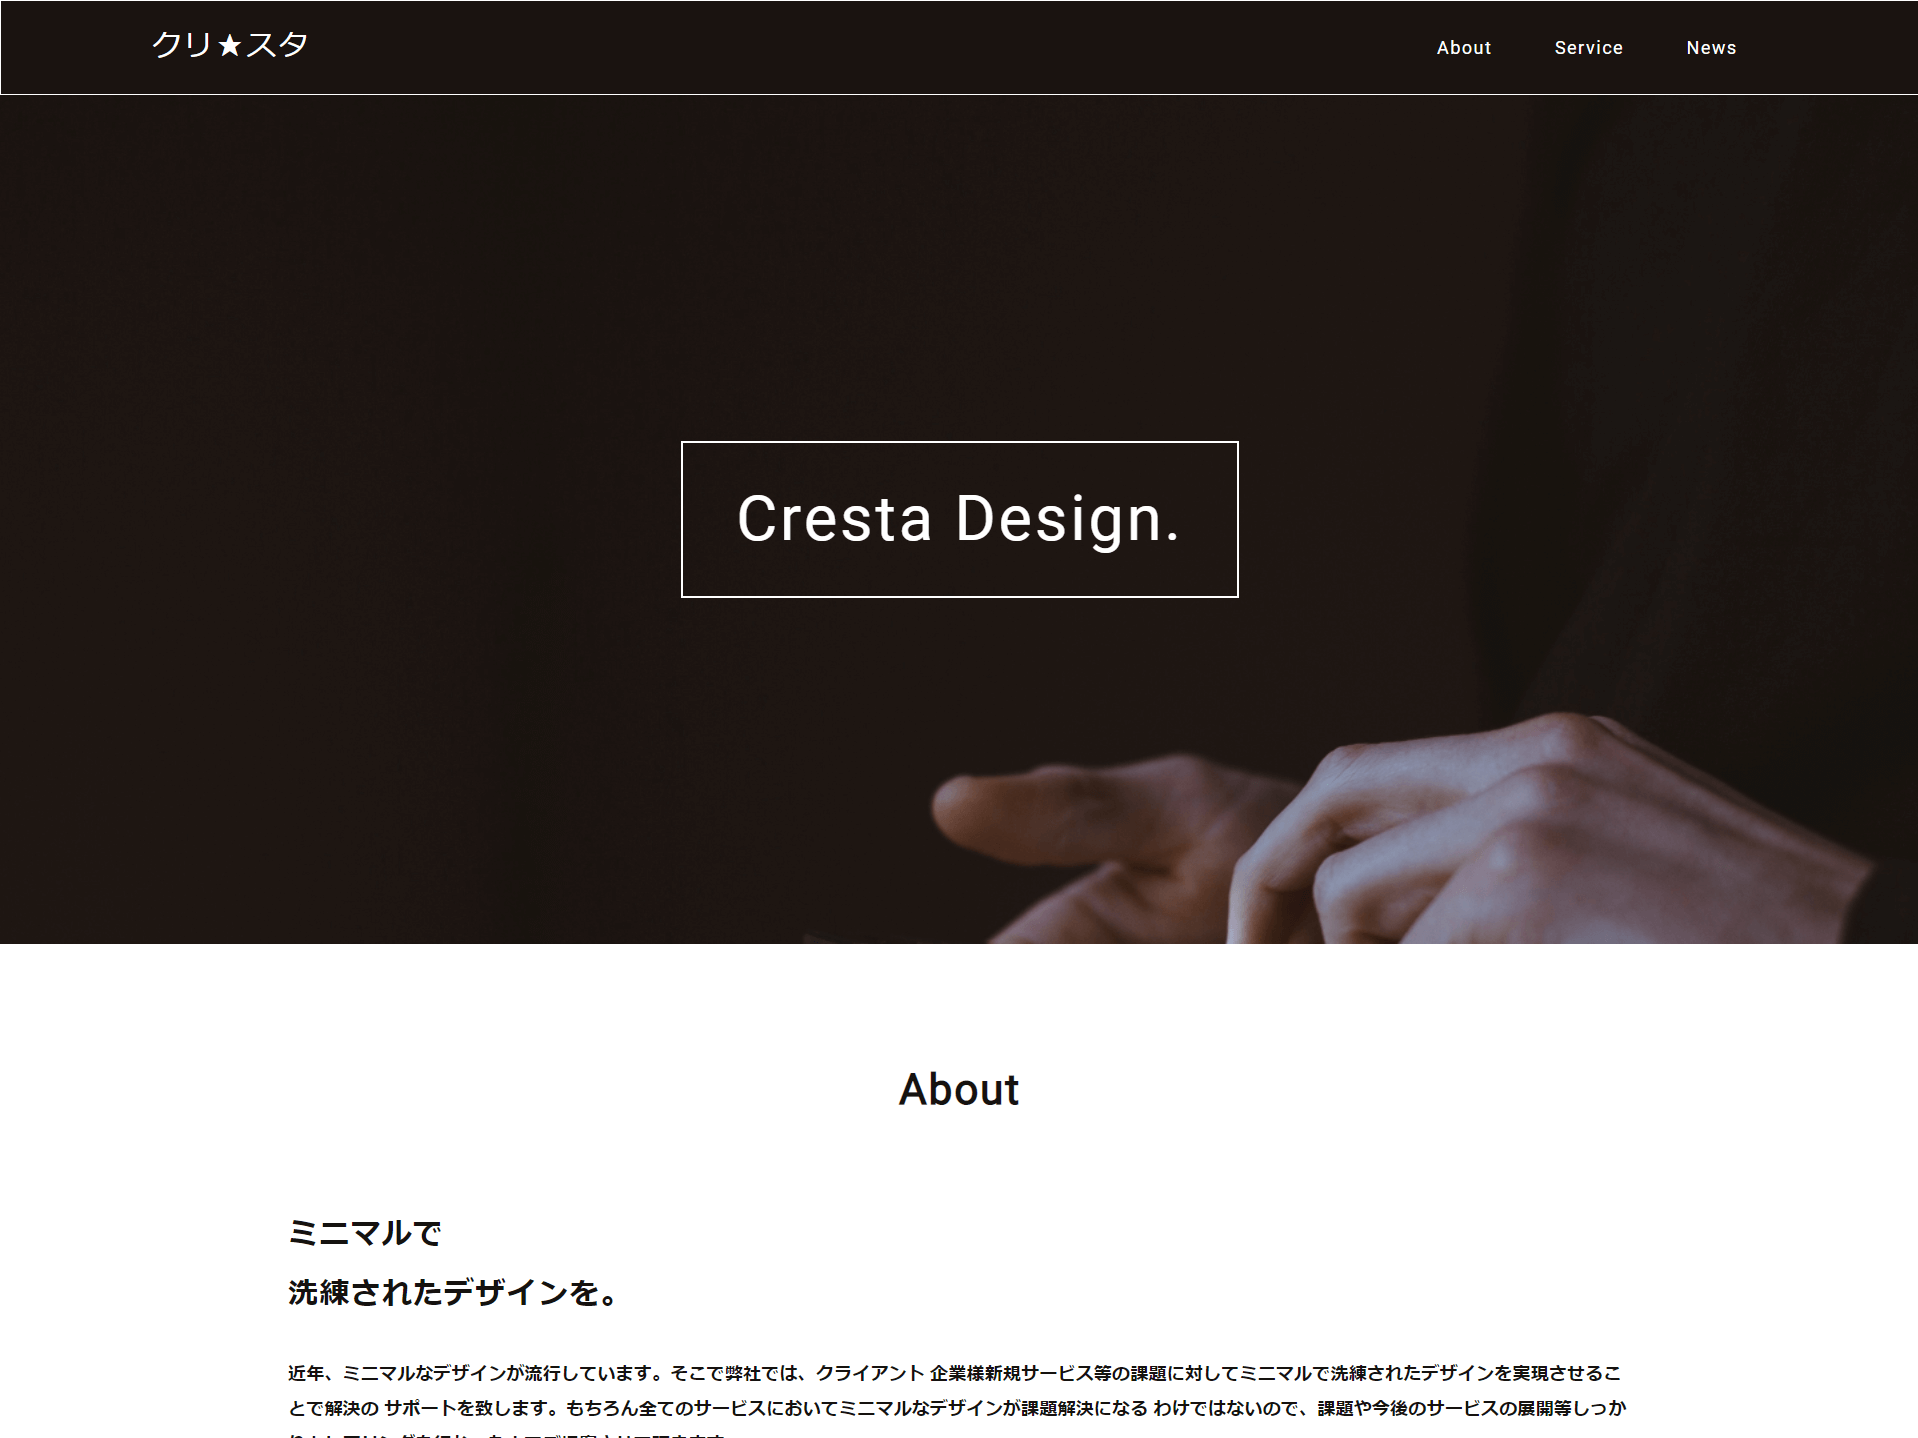 クリ★スタ
About
Service
News
Cresta Design.
About
ミニマルで
洗練されたデザインを。
近年、ミニマルなデザインが流行しています。そこで弊社では、クライアント 企業様新規サービス等の課題に対してミニマルで洗練されたデザインを実現させるこ
とで解決の サポートを致します。もちろん全てのサービスにおいてミニマルなデザインが課題解決になる わけではないので、課題や今後のサービスの展開等しっか